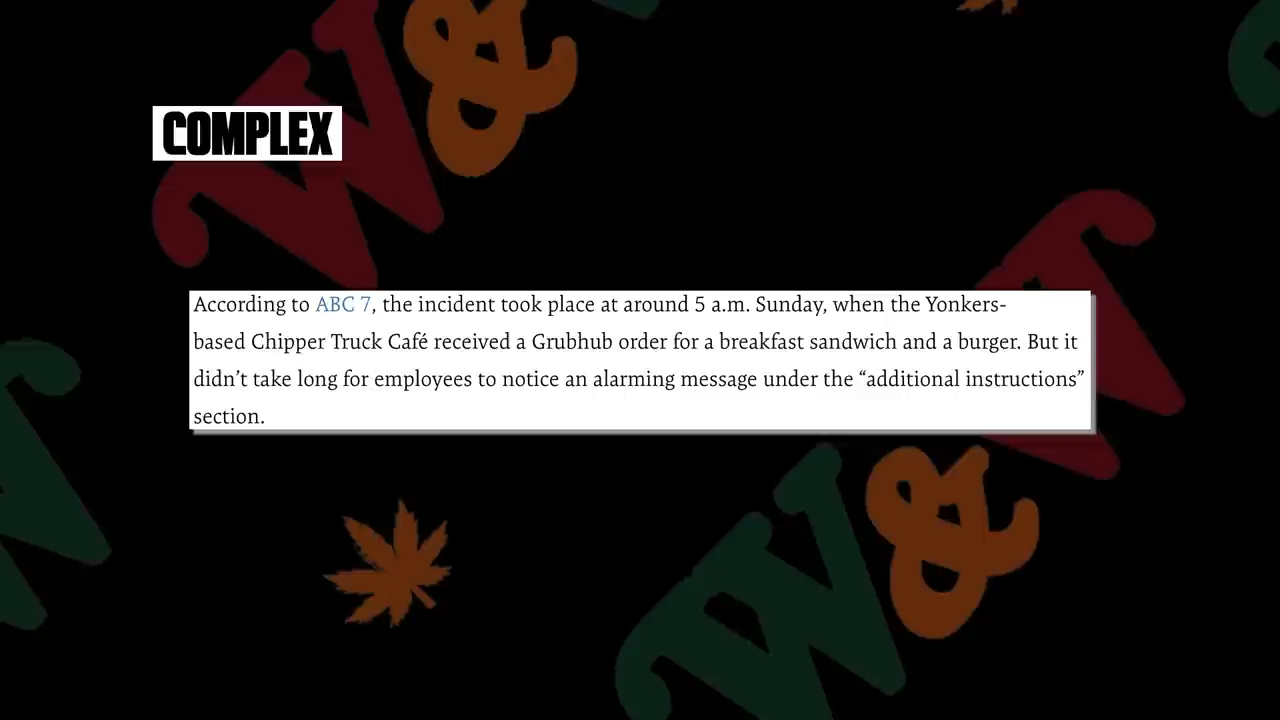 W&
COMPLEX
W
According to ABC 7, the incident took place at around 5 a.m. Sunday, when the Yonkers-
based Chipper Truck Café received a Grubhub order for a breakfast sandwich and a burger. But it
didn’t take long for employees to notice an alarming message under the “additional instructions”
section.
W
W&